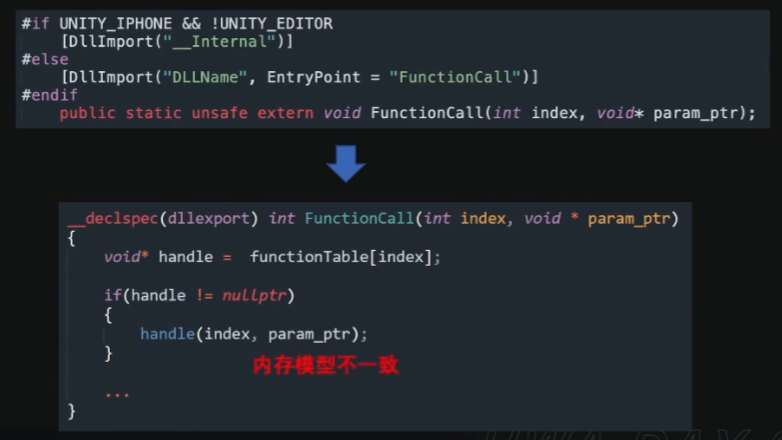 #if UNITY_IPHONE && !UNITY_EDITOR
[DllImport("__Internal")]
#else
[DllImport("DLLName", EntryPoint = "FunctionCall")]
#endif
public static unsafe extern void FunctionCall(int index, void* param_ptr);
__declspec(dllexport) int FunctionCall(int index, void * param_ptr)
{
void* handle = functionTable[index];
if(handle != nullptr)
{
handle(index, param_ptr);
}
内存模型不一致
...
}